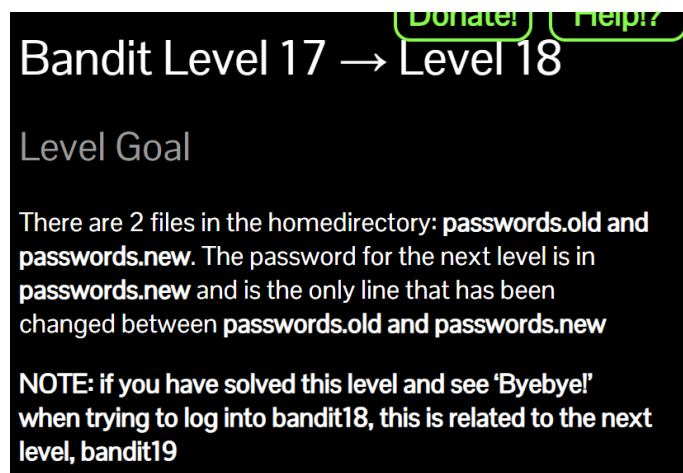 Donate! Help!?
Bandit Level 17 → Level 18
Level Goal
There are 2 files in the homedirectory: passwords.old and
passwords.new. The password for the next level is in
passwords.new and is the only line that has been
changed between passwords.old and passwords.new
NOTE: if you have solved this level and see ‘Byebye!’
when trying to log into bandit18, this is related to the next
level, bandit19